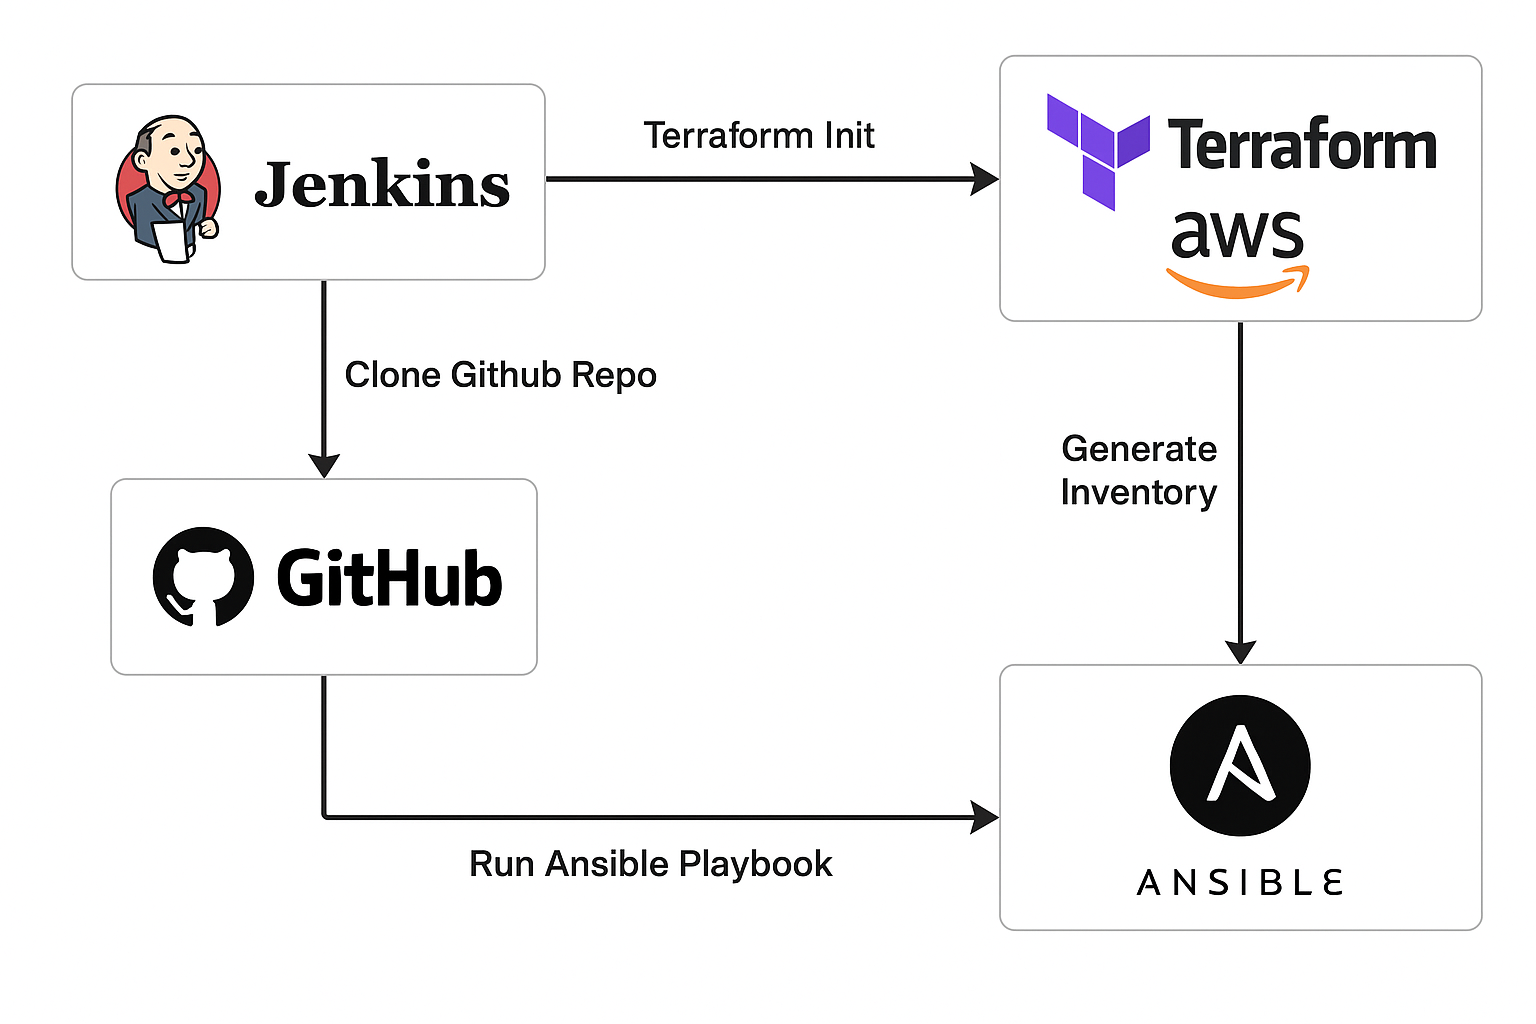 Jenkins
Terraform Init
Terraform
aws
Clone Github Repo
Generate
Inventory
GitHub
Run Ansible Playbook
ANSIBLE